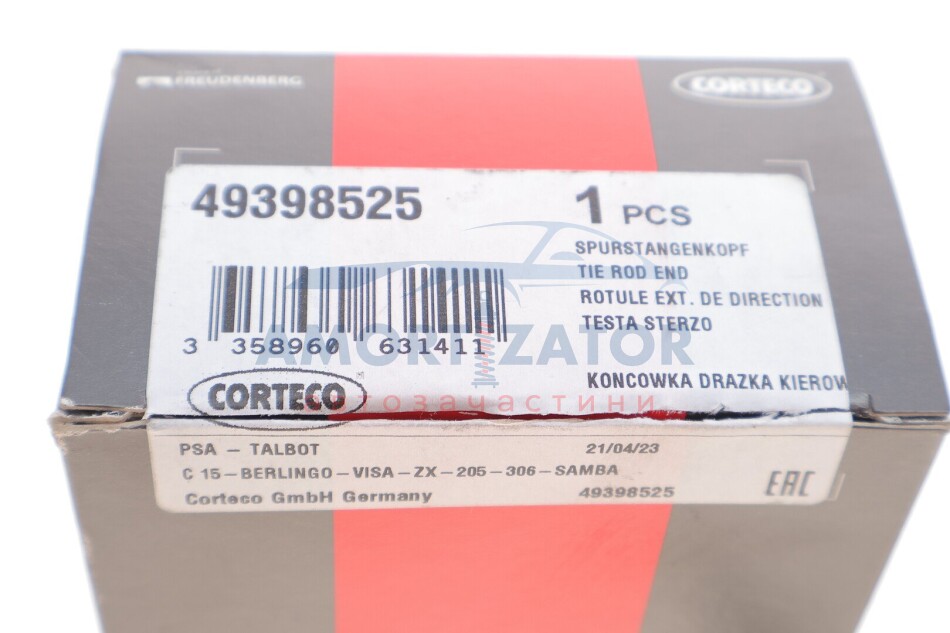 FREUDENBERG
CORTECO
49398525
1 PCS
SPURSTANGENKOPF
TIE ROD END
ROTULE EXT. DE DIRECTION
TESTA STERZO
3 358960 631411
AMORTIZATOR
KONCOWKA DRAZKA KIEROW
CORTECO
автозапчастини
PSA - TALBOT
21/04/23
C 15-BERLINGO-VISA-ZX-205-306-SAMBA
Corteco GmbH Germany
49398525
EAC